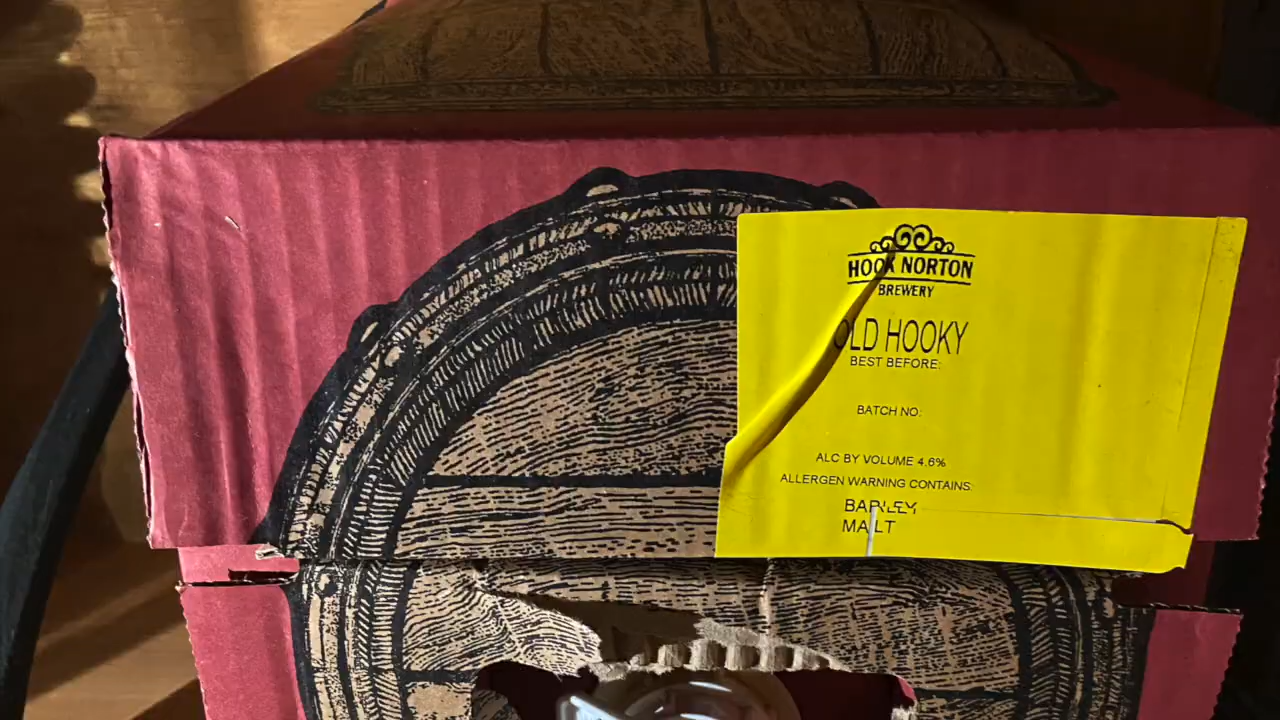 HOOK NORTON
BREWERY
OLD HOOKY
BEST BEFORE:
BATCH NO:
ALC BY VOLUME 4.6%
ALLERGEN WARNING CONTAINS:
BARLEY
MALT